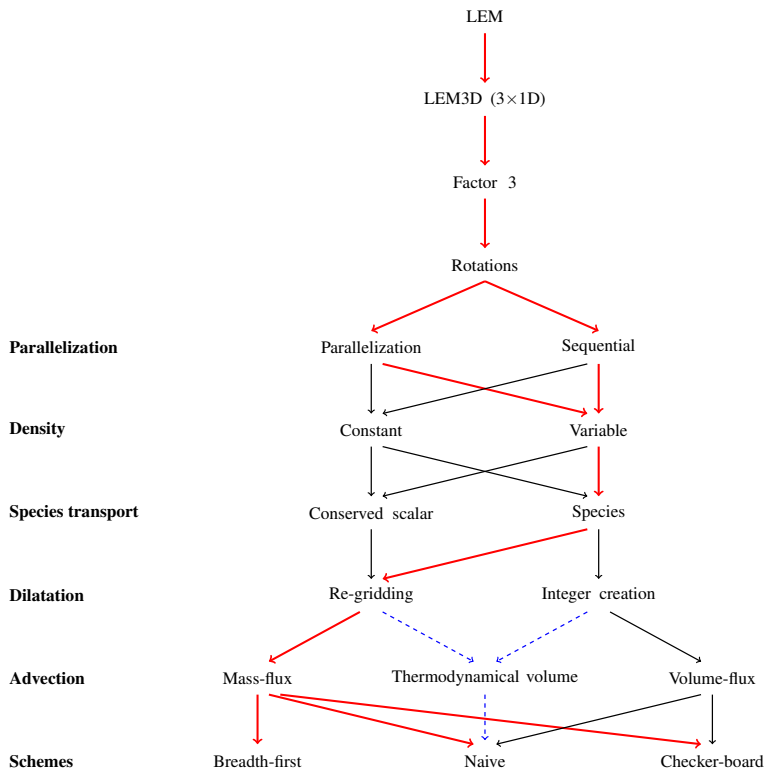 LEM
LEM3D (3×1D)
Factor 3
Rotations
Parallelization Parallelization Sequential
Density Constant Variable
Species transport Conserved scalar Species
Dilatation Re-gridding Integer creation
Advection Mass-flux Thermodynamical volume Volume-flux
Schemes Breadth-first Naive Checker-board